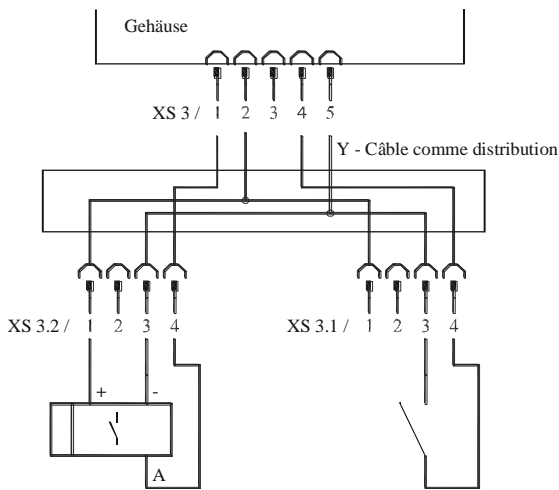 Gehäuse
XS 3 / 1 2 3 4 5
Y - Câble comme distribution
XS 3.2 / 1 2 3 4
XS 3.1 / 1 2 3 4
+ -
A